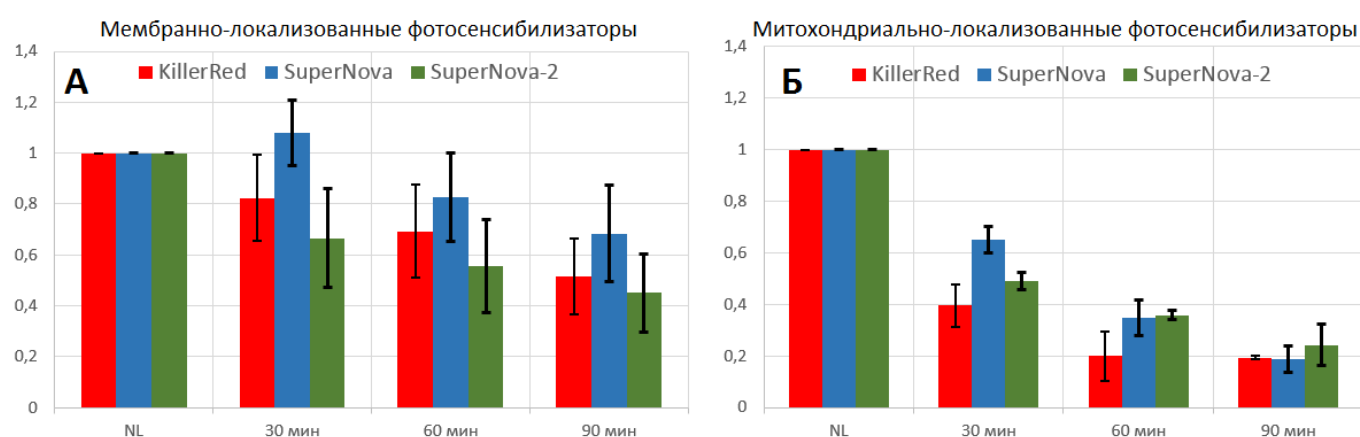 Мембранно-локализованные фотосенсибилизаторы
1,4
А
KillerRed SuperNova SuperNova-2
1,2
1
0,8
0,6
0,4
0,2
0
NL 30 мин 60 мин 90 мин
Митохондриально-локализованные фотосенсибилизаторы
1,4
Б
KillerRed SuperNova SuperNova-2
1,2
1
0,8
0,6
0,4
0,2
0
NL 30 мин 60 мин 90 мин